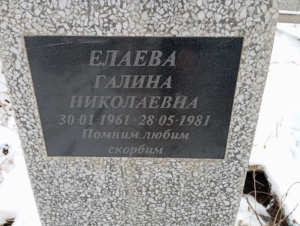 ЕЛАЕВА
ГАЛИНА
НИКОЛАЕВНА
30·01·1961· 28·05·1981
Помним, любим
скорбим.